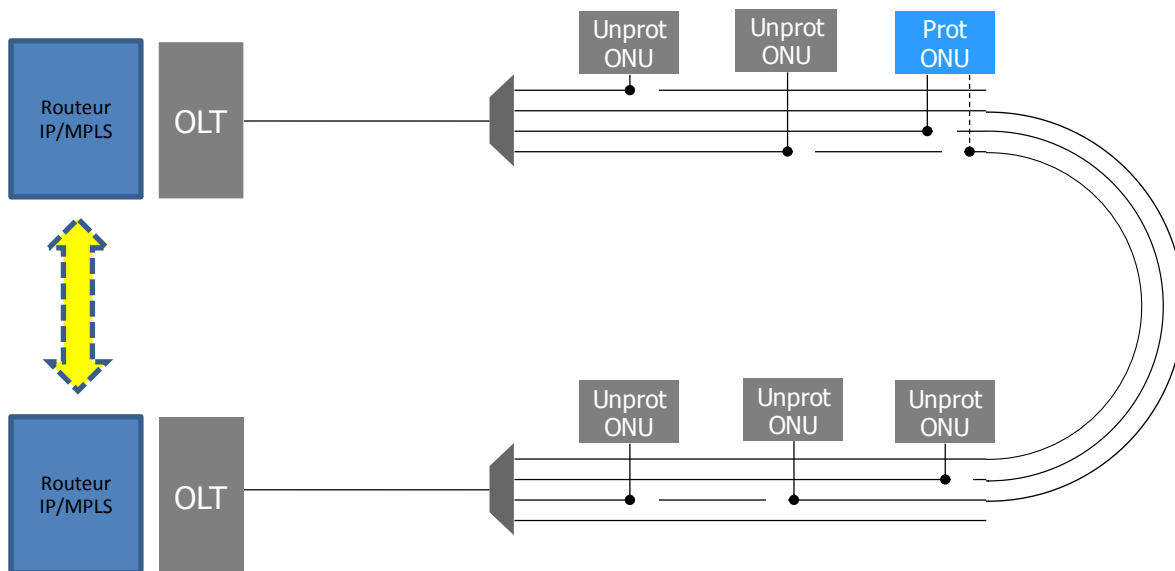 Routeur
IP/MPLS
OLT
Unprot
ONU
Unprot
ONU
Prot
ONU
Routeur
IP/MPLS
OLT
Unprot
ONU
Unprot
ONU
Unprot
ONU